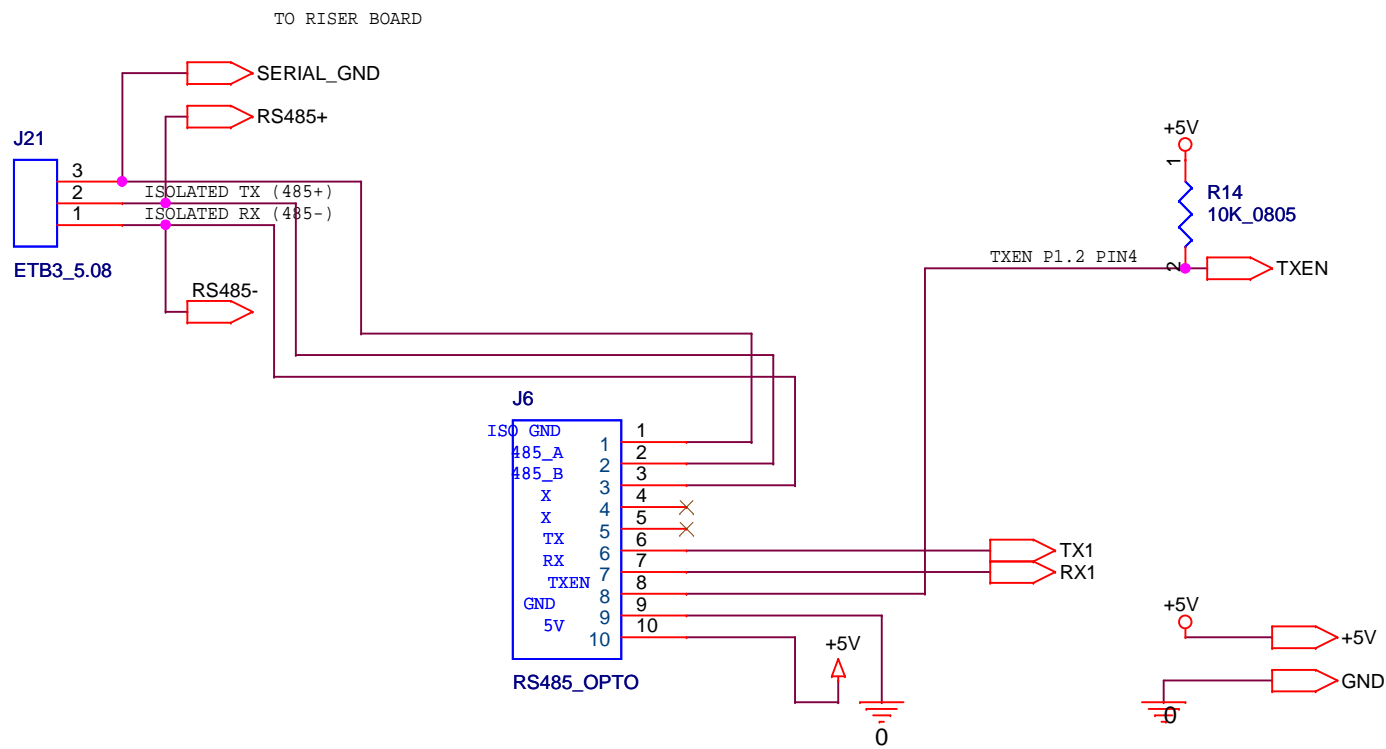 TO RISER BOARD
SERIAL_GND
RS485+
J21
3
2
1
ISOLATED TX (485+)
ISOLATED RX (485-)
ETB3_5.08
RS485-
+5V
1
R14
10K_0805
2
TXEN P1.2 PIN4
TXEN
J6
ISO GND 1 1
485_A 2 2
485_B 3 3
X 4 4
X 5 5
TX 6 6
RX 7 7
TXEN 8 8
GND 9 9
5V 10 10
RS485_OPTO
TX1
RX1
+5V
0
+5V
+5V
GND
0